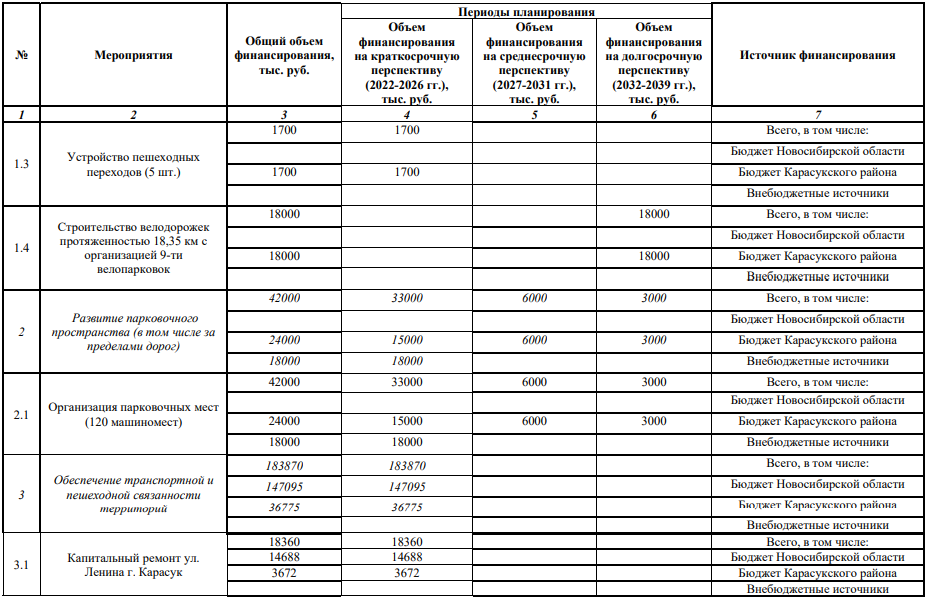 №
Мероприятия
Общий объем
финансирования,
тыс. руб.
Периоды планирования
Объем
финансирования
на краткосрочную
перспективу
(2022-2026 гг.),
тыс. руб.
Объем
финансирования
на среднесрочную
перспективу
(2027-2031 гг.),
тыс. руб.
Объем
финансирования
на долгосрочную
перспективу
(2032-2039 гг.),
тыс. руб.
Источник финансирования
1 2 3 4 5 6 7
1.3
Устройство пешеходных
переходов (5 шт.)
1700 1700 Всего, в том числе:
Бюджет Новосибирской области
1700 1700 Бюджет Карасукского района
Внебюджетные источники
1.4
Строительство велодорожек
протяженностью 18,35 км с
организацией 9-ти
велопарковок
18000 18000 Всего, в том числе:
Бюджет Новосибирской области
18000 18000 Бюджет Карасукского района
Внебюджетные источники
2
Развитие парковочного
пространства (в том числе за
пределами дорог)
42000 33000 6000 3000 Всего, в том числе:
Бюджет Новосибирской области
24000 15000 6000 3000 Бюджет Карасукского района
18000 18000 Внебюджетные источники
2.1
Организация парковочных мест
(120 машиномест)
42000 33000 6000 3000 Всего, в том числе:
Бюджет Новосибирской области
24000 15000 6000 3000 Бюджет Карасукского района
18000 18000 Внебюджетные источники
3
Обеспечение транспортной и
пешеходной связанности
территорий
183870 183870 Всего, в том числе:
147095 147095 Бюджет Новосибирской области
36775 36775 Бюджет Карасукского района
Внебюджетные источники
3.1
Капитальный ремонт ул.
Ленина г. Карасук
18360 18360 Всего, в том числе:
14688 14688 Бюджет Новосибирской области
3672 3672 Бюджет Карасукского района
Внебюджетные источники